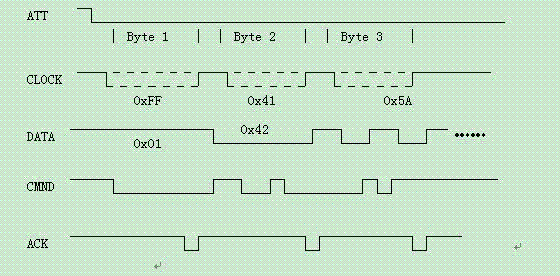 ATT
Byte 1 Byte 2 Byte 3
CLOCK
0xFF 0x41 0x5A
DATA
0x01 0x42 ......
CMND
ACK